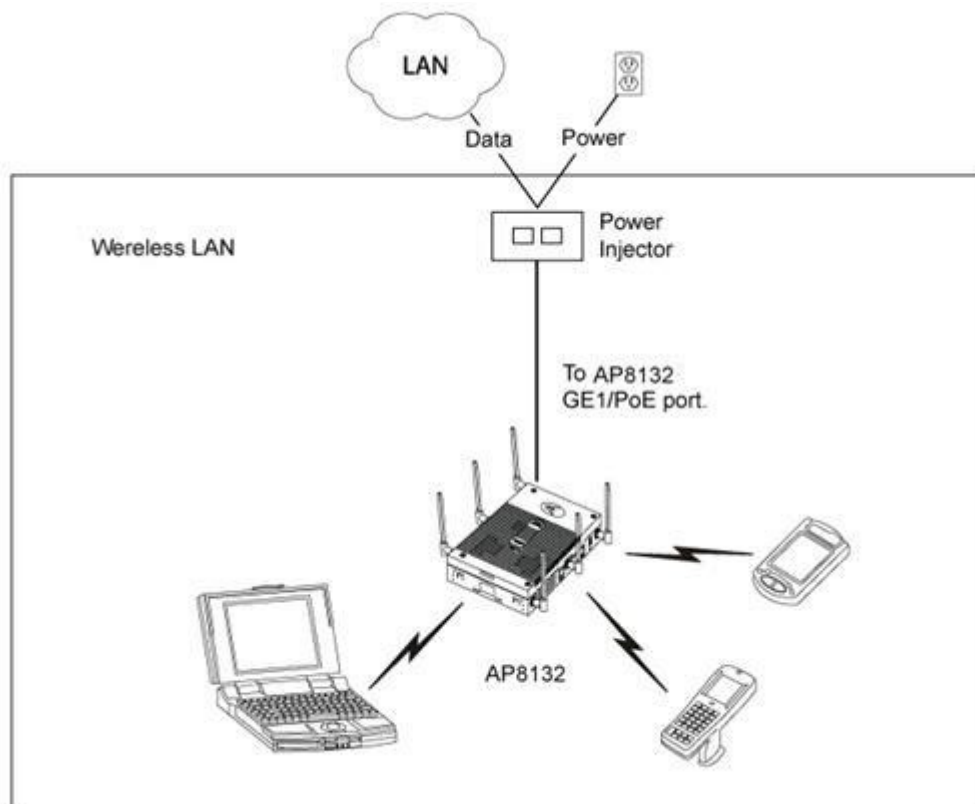 LAN
Data
Power
Power
Injector
Wereless LAN
To AP8132
GE1/PoE port.
AP8132